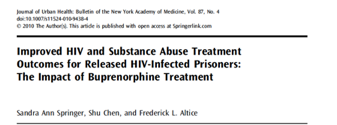 Journal of Urban Health: Bulletin of the New York Academy of Medicine, Vol. 87, No. 4
doi:10.1007/s11524-010-9438-4
© 2010 The Author(s). This article is published with open access at Springerlink.com
Improved HIV and Substance Abuse Treatment
Outcomes for Released HIV-Infected Prisoners:
The Impact of Buprenorphine Treatment
Sandra Ann Springer, Shu Chen, and Frederick L. Altice